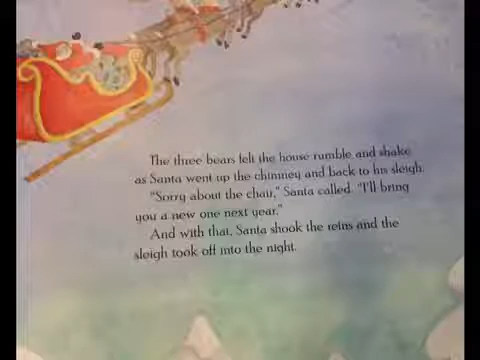 The three bears felt the house rumble and shake
as Santa went up the chimney and back to his sleigh.
"Sorry about the chair," Santa called. "I'll bring
you a new one next year."
And with that, Santa shook the reins and the
sleigh took off into the night.